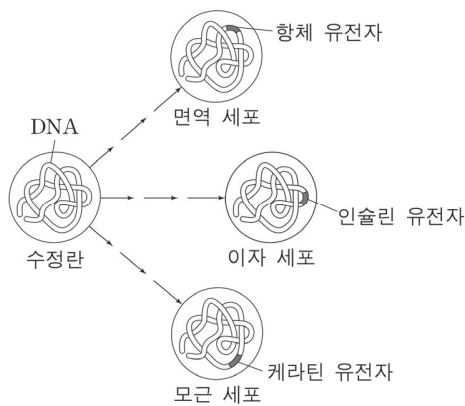 항체 유전자
면역 세포
DNA
수정란
인슐린 유전자
이자 세포
케라틴 유전자
모근 세포